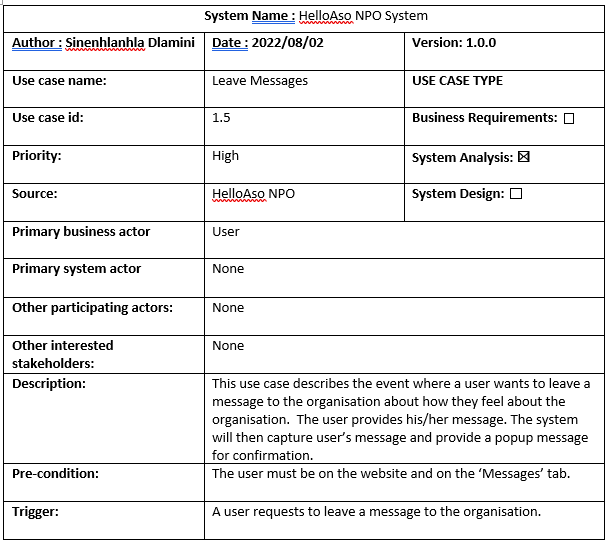 System Name : HelloAso NPO System
Author : Sinenhlanhla Dlamini Date : 2022/08/02 Version: 1.0.0
Use case name: Leave Messages USE CASE TYPE
Use case id: 1.5 Business Requirements: ☐
Priority: High System Analysis: ☒
Source: HelloAso NPO System Design: ☐
Primary business actor User
Primary system actor None
Other participating actors: None
Other interested stakeholders: None
Description: This use case describes the event where a user wants to leave a
message to the organisation about how they feel about the
organisation.  The user provides his/her message. The system
will then capture user’s message and provide a popup message
for confirmation.
Pre-condition: The user must be on the website and on the ‘Messages’ tab.
Trigger: A user requests to leave a message to the organisation.